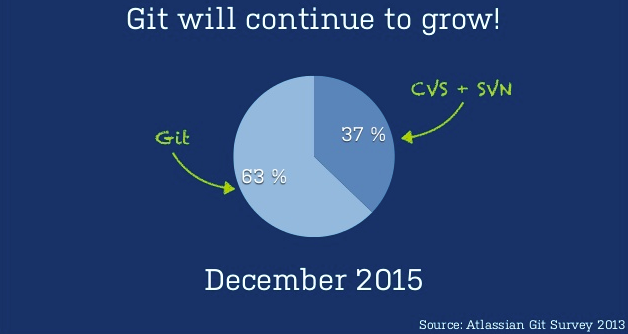 Git will continue to grow!
CVS + SVN
37 %
Git
63 %
December 2015
Source: Atlassian Git Survey 2013